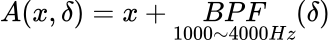 A(x, δ) = x + BPF(δ)
1000∼4000Hz